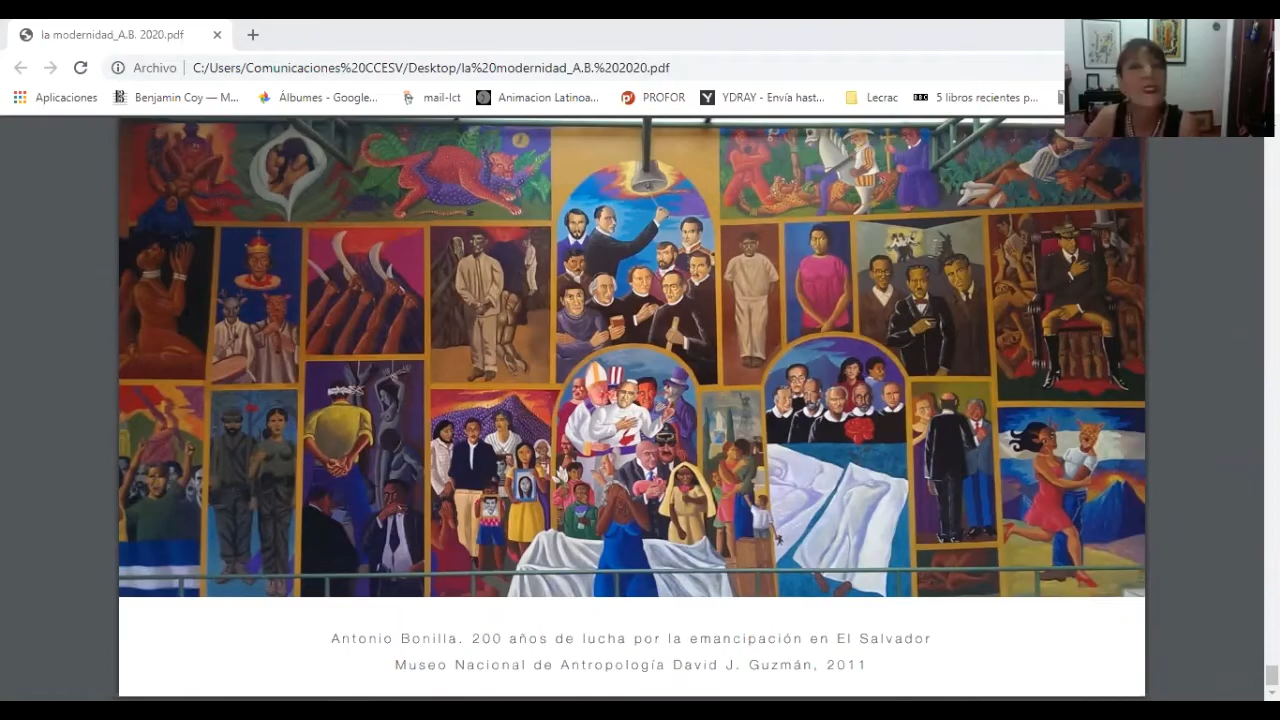 la modernidad_A.B. 2020.pdf
Archivo
C:/Users/Comunicaciones%20CCESV/Desktop/la%20modernidad_A.B.%202020.pdf
Aplicaciones
Benjamin Coy — M...
Álbumes - Google...
mail-lct
Animacion Latinoa...
PROFOR
YDRAY - Envía hast...
Lecrac
BBC
5 libros recientes p...
Antonio Bonilla. 200 años de lucha por la emancipación en El Salvador
Museo Nacional de Antropología David J. Guzmán, 2011